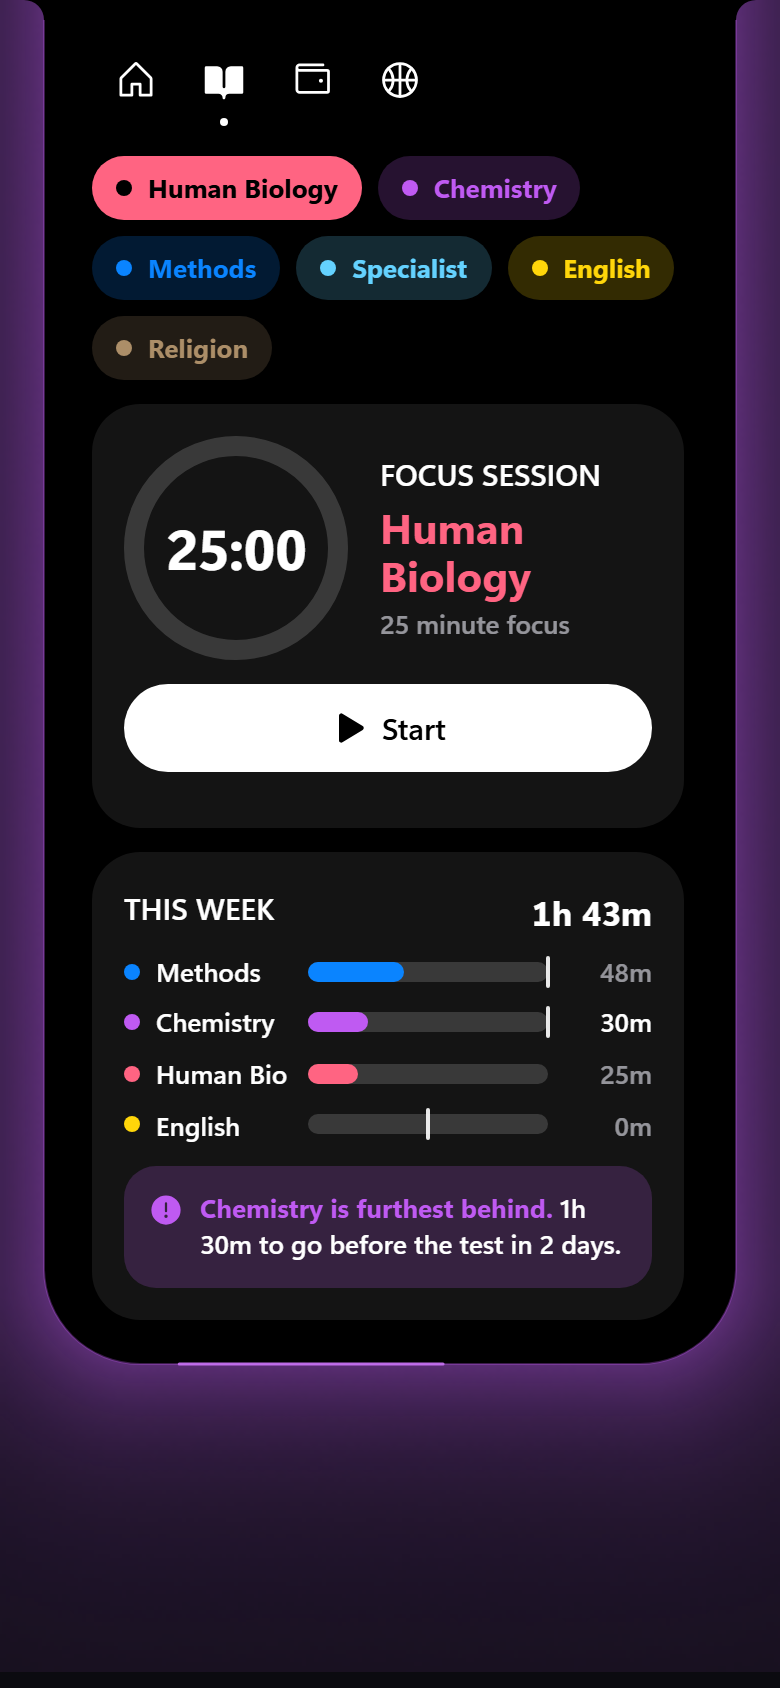 Human Biology
Chemistry
Methods
Specialist
English
Religion
25:00
FOCUS SESSION
Human
Biology
25 minute focus
Start
THIS WEEK
1h 43m
Methods
48m
Chemistry
30m
Human Bio
25m
English
0m
Chemistry is furthest behind. 1h
30m to go before the test in 2 days.